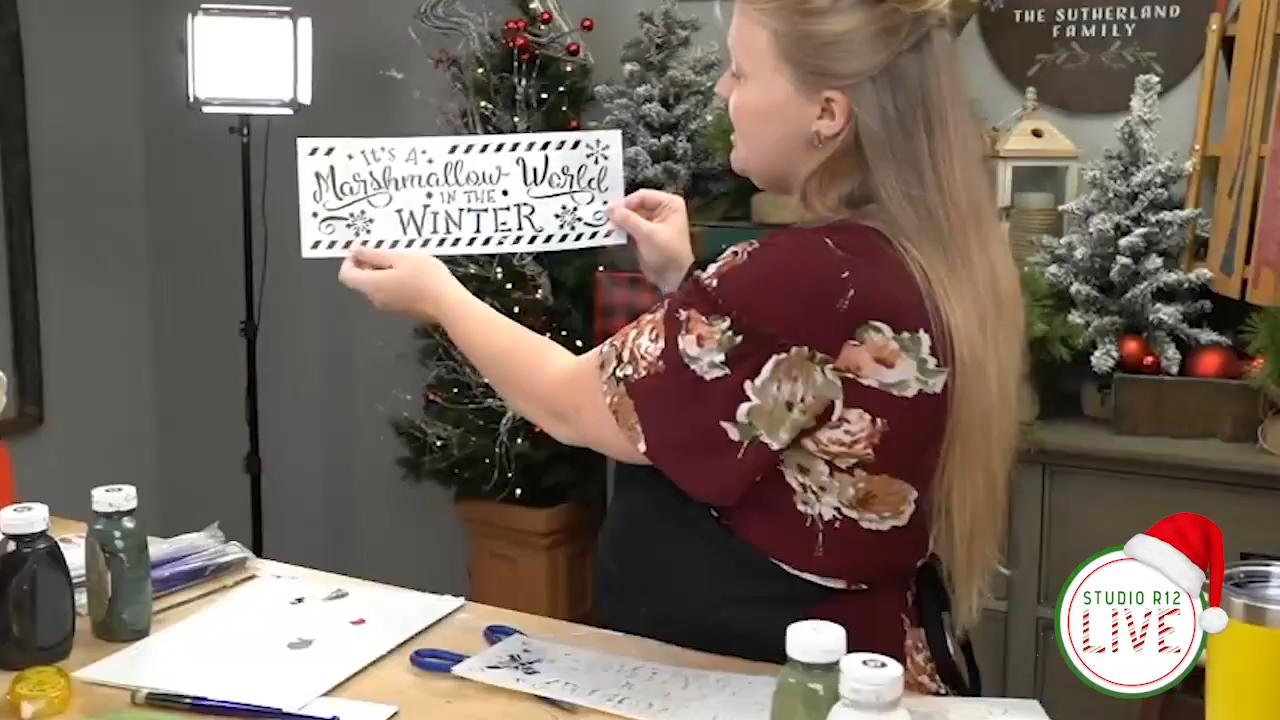 THE SUTHERLAND
FAMILY
IT'S A
Marshmallow World
IN THE
WINTER
STUDIO R12
LIVE